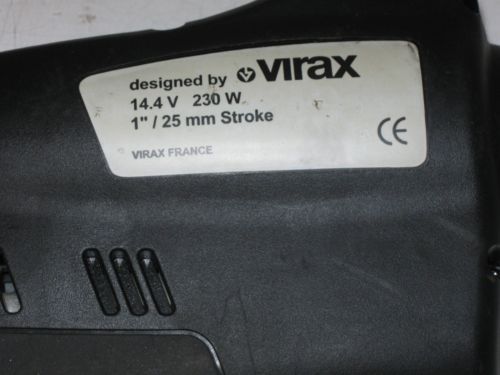 designed by virax
14.4 V 230 W
1" / 25 mm Stroke
CE
VIRAX FRANCE